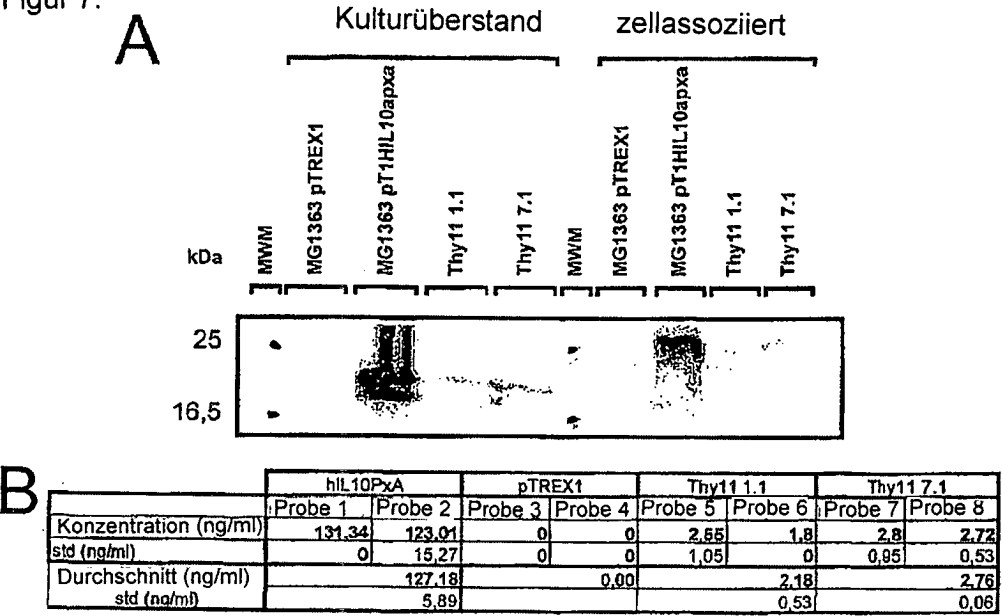 Figur 7.
A
Kulturüberstand
zellassoziiert
kDa
MWM
MG1363 pTREX1
MG1363 pT1HIL10apxa
Thy11 1.1
Thy11 7.1
MWM
MG1363 pTREX1
MG1363 pT1HIL10apxa
Thy11 1.1
Thy11 7.1
25
16,5
B
hIL10PxA pTREX1 Thy11 1.1 Thy11 7.1
Probe 1 Probe 2 Probe 3 Probe 4 Probe 5 Probe 6 Probe 7 Probe 8
Konzentration (ng/ml) 131.34 123.01 0 0 2,55 1,8 2,8 2.72
std (ng/ml) 0 15,27 0 0 1,05 0 0,95 0,53
Durchschnitt (ng/ml) 127.18 0,00 2,18 2,76
std (ng/ml) 5,89 0,53 0,06